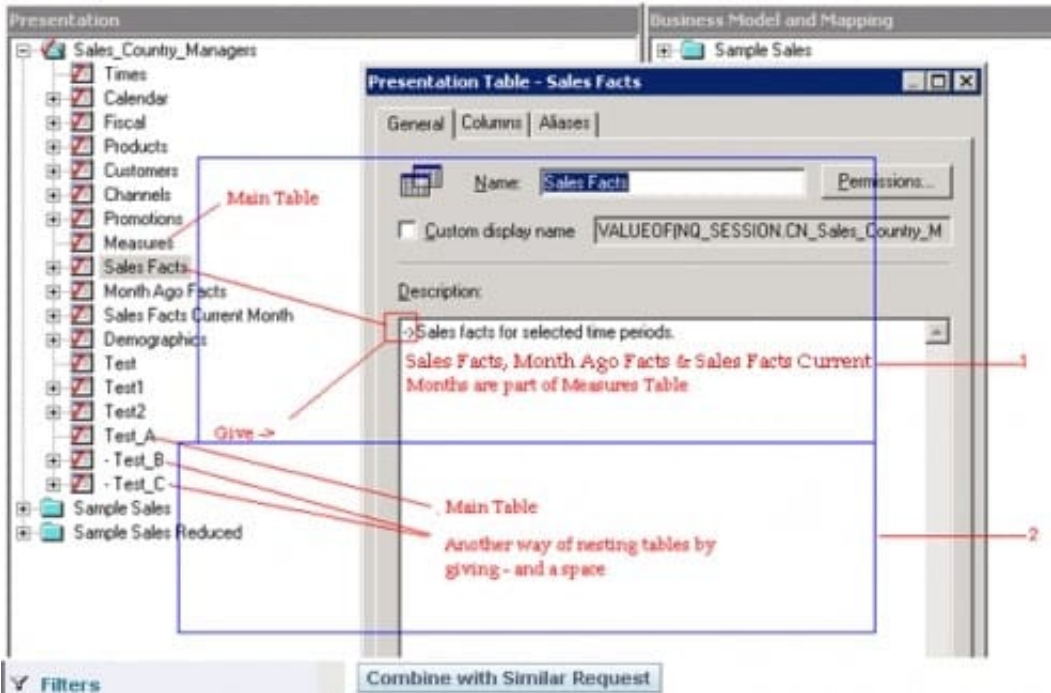 Presentation
Business Model and Mapping
Sales_Country_Managers
Sample Sales
Times
Calendar
Fiscal
Products
Customers
Channels
Promotions
Measures
Sales Facts
Month Ago Facts
Sales Facts Current Month
Demographics
Test
Test1
Test2
Test_A
- Test_B
- Test_C
Sample Sales
Sample Sales Reduced
Main Table
Give ->
Presentation Table - Sales Facts
General Columns Aliases
Name: Sales Facts Permissions...
Custom display name VALUEOF(NQ_SESSION.CN_Sales_Country_M
Description:
->Sales facts for selected time periods.
Sales Facts, Month Ago Facts & Sales Facts Current
Months are part of Measures Table
1
Main Table
Another way of nesting tables by
giving - and a space
2
Filters
Combine with Similar Request